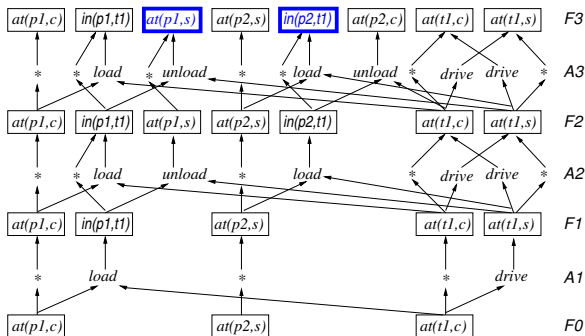 at(p1,c) in(p1,t1) at(p1,s) at(p2,s) in(p2,t1) at(p2,c) at(t1,c) at(t1,s) F3
* * load * unload * * load unload * drive drive * A3
at(p1,c) in(p1,t1) at(p1,s) at(p2,s) in(p2,t1) at(t1,c) at(t1,s) F2
* * load unload * load * drive drive * A2
at(p1,c) in(p1,t1) at(p2,s) at(t1,c) at(t1,s) F1
* load * * drive A1
at(p1,c) at(p2,s) at(t1,c) F0